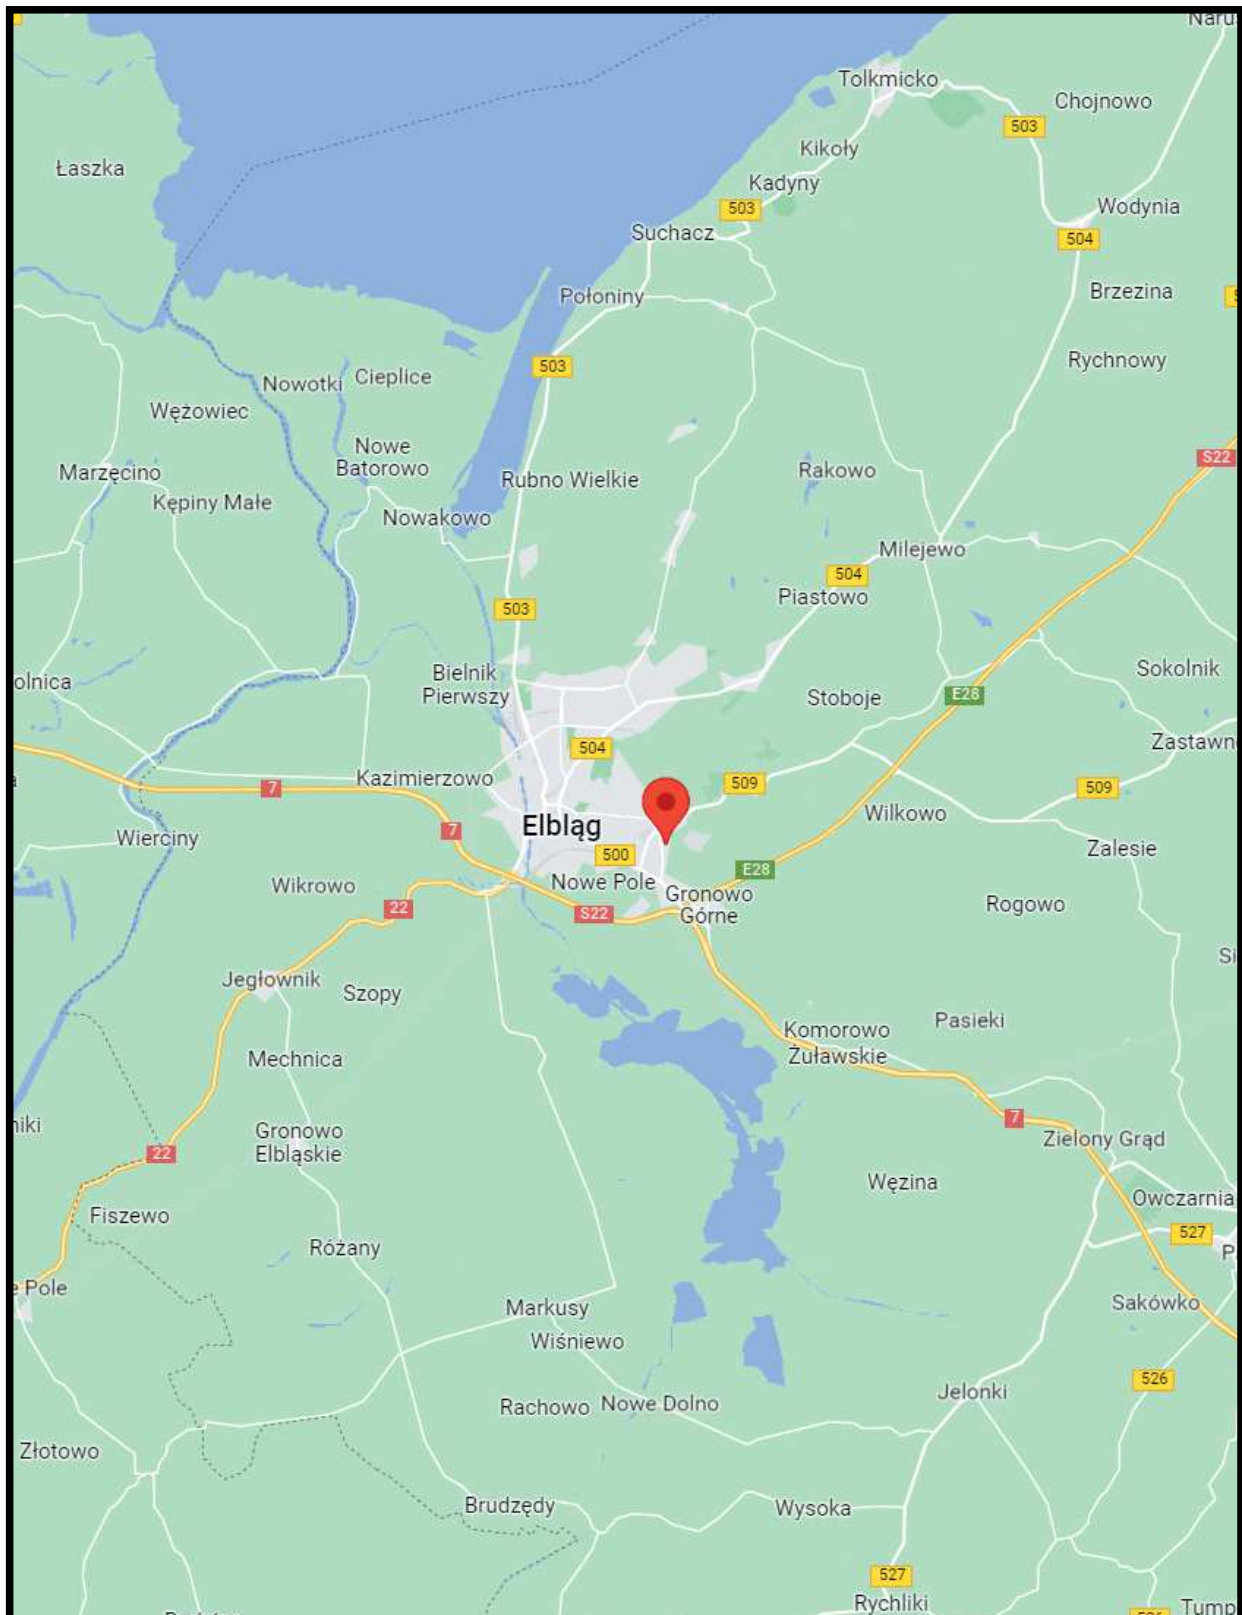 Tolkmicko
Chojnowo
503
Kikoły
Łaszka
Kadyny
503
Wodynia
Suchacz
504
Brzezina
Połoniny
503
Rychnowy
Nowotki
Cieplice
Wężowiec
Nowe
Batorowo
S22
Marzęcino
Rakowo
Rubno Wielkie
Kępiny Małe
Nowakowo
Milejewo
504
Piastowo
503
Bielnik
Pierwszy
Sokolnik
olnica
Stoboje
E28
504
Zastawn
Kazimierzowo
7
509
509
Wilkowo
Elbląg
7
Wierciny
Zalesie
500
E28
Nowe Pole
Wikrowo
Gronowo
Górne
Rogowo
22
S22
Jegłownik
Szopy
Pasieki
Komorowo
Żuławskie
Mechnica
7
niki
Gronowo
Elbląskie
Zielony Grąd
22
Węzina
Owczarnia
Fiszewo
527
Różany
e Pole
Markusy
Sakówko
Wiśniewo
526
Jelonki
Rachowo
Nowe Dolno
Złotowo
Brudzędy
Wysoka
527
Rychliki
Tump